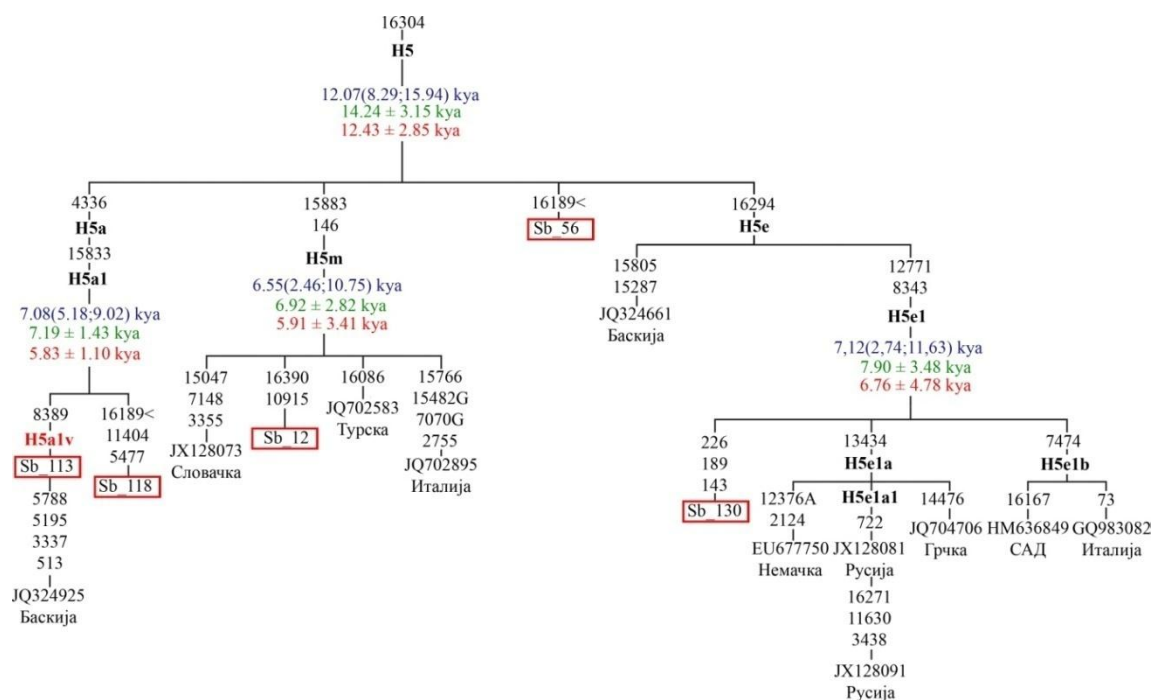 16304
H5
12.07(8.29;15.94) kya
14.24 ± 3.15 kya
12.43 ± 2.85 kya
4336
H5a
15833
H5a1
7.08(5.18;9.02) kya
7.19 ± 1.43 kya
5.83 ± 1.10 kya
8389
H5a1v
Sb_113
5788
5195
3337
513
JQ324925
Баскија
16189<
11404
5477
Sb_118
15883
146
H5m
6.55(2.46;10.75) kya
6.92 ± 2.82 kya
5.91 ± 3.41 kya
15047
7148
3355
JX128073
Словачка
16390
10915
Sb_12
16086
JQ702583
Турска
15766
15482G
7070G
2755
JQ702895
Италија
16189<
Sb_56
16294
H5e
15805
15287
JQ324661
Баскија
12771
8343
H5e1
7,12(2,74;11,63) kya
7.90 ± 3.48 kya
6.76 ± 4.78 kya
226
189
143
Sb_130
13434
H5e1a
12376A
2124
EU677750
Немачка
H5e1a1
722
JX128081
Русија
16271
11630
3438
JX128091
Русија
14476
JQ704706
Грчка
7474
H5e1b
16167
HM636849
САД
73
GQ983082
Италија